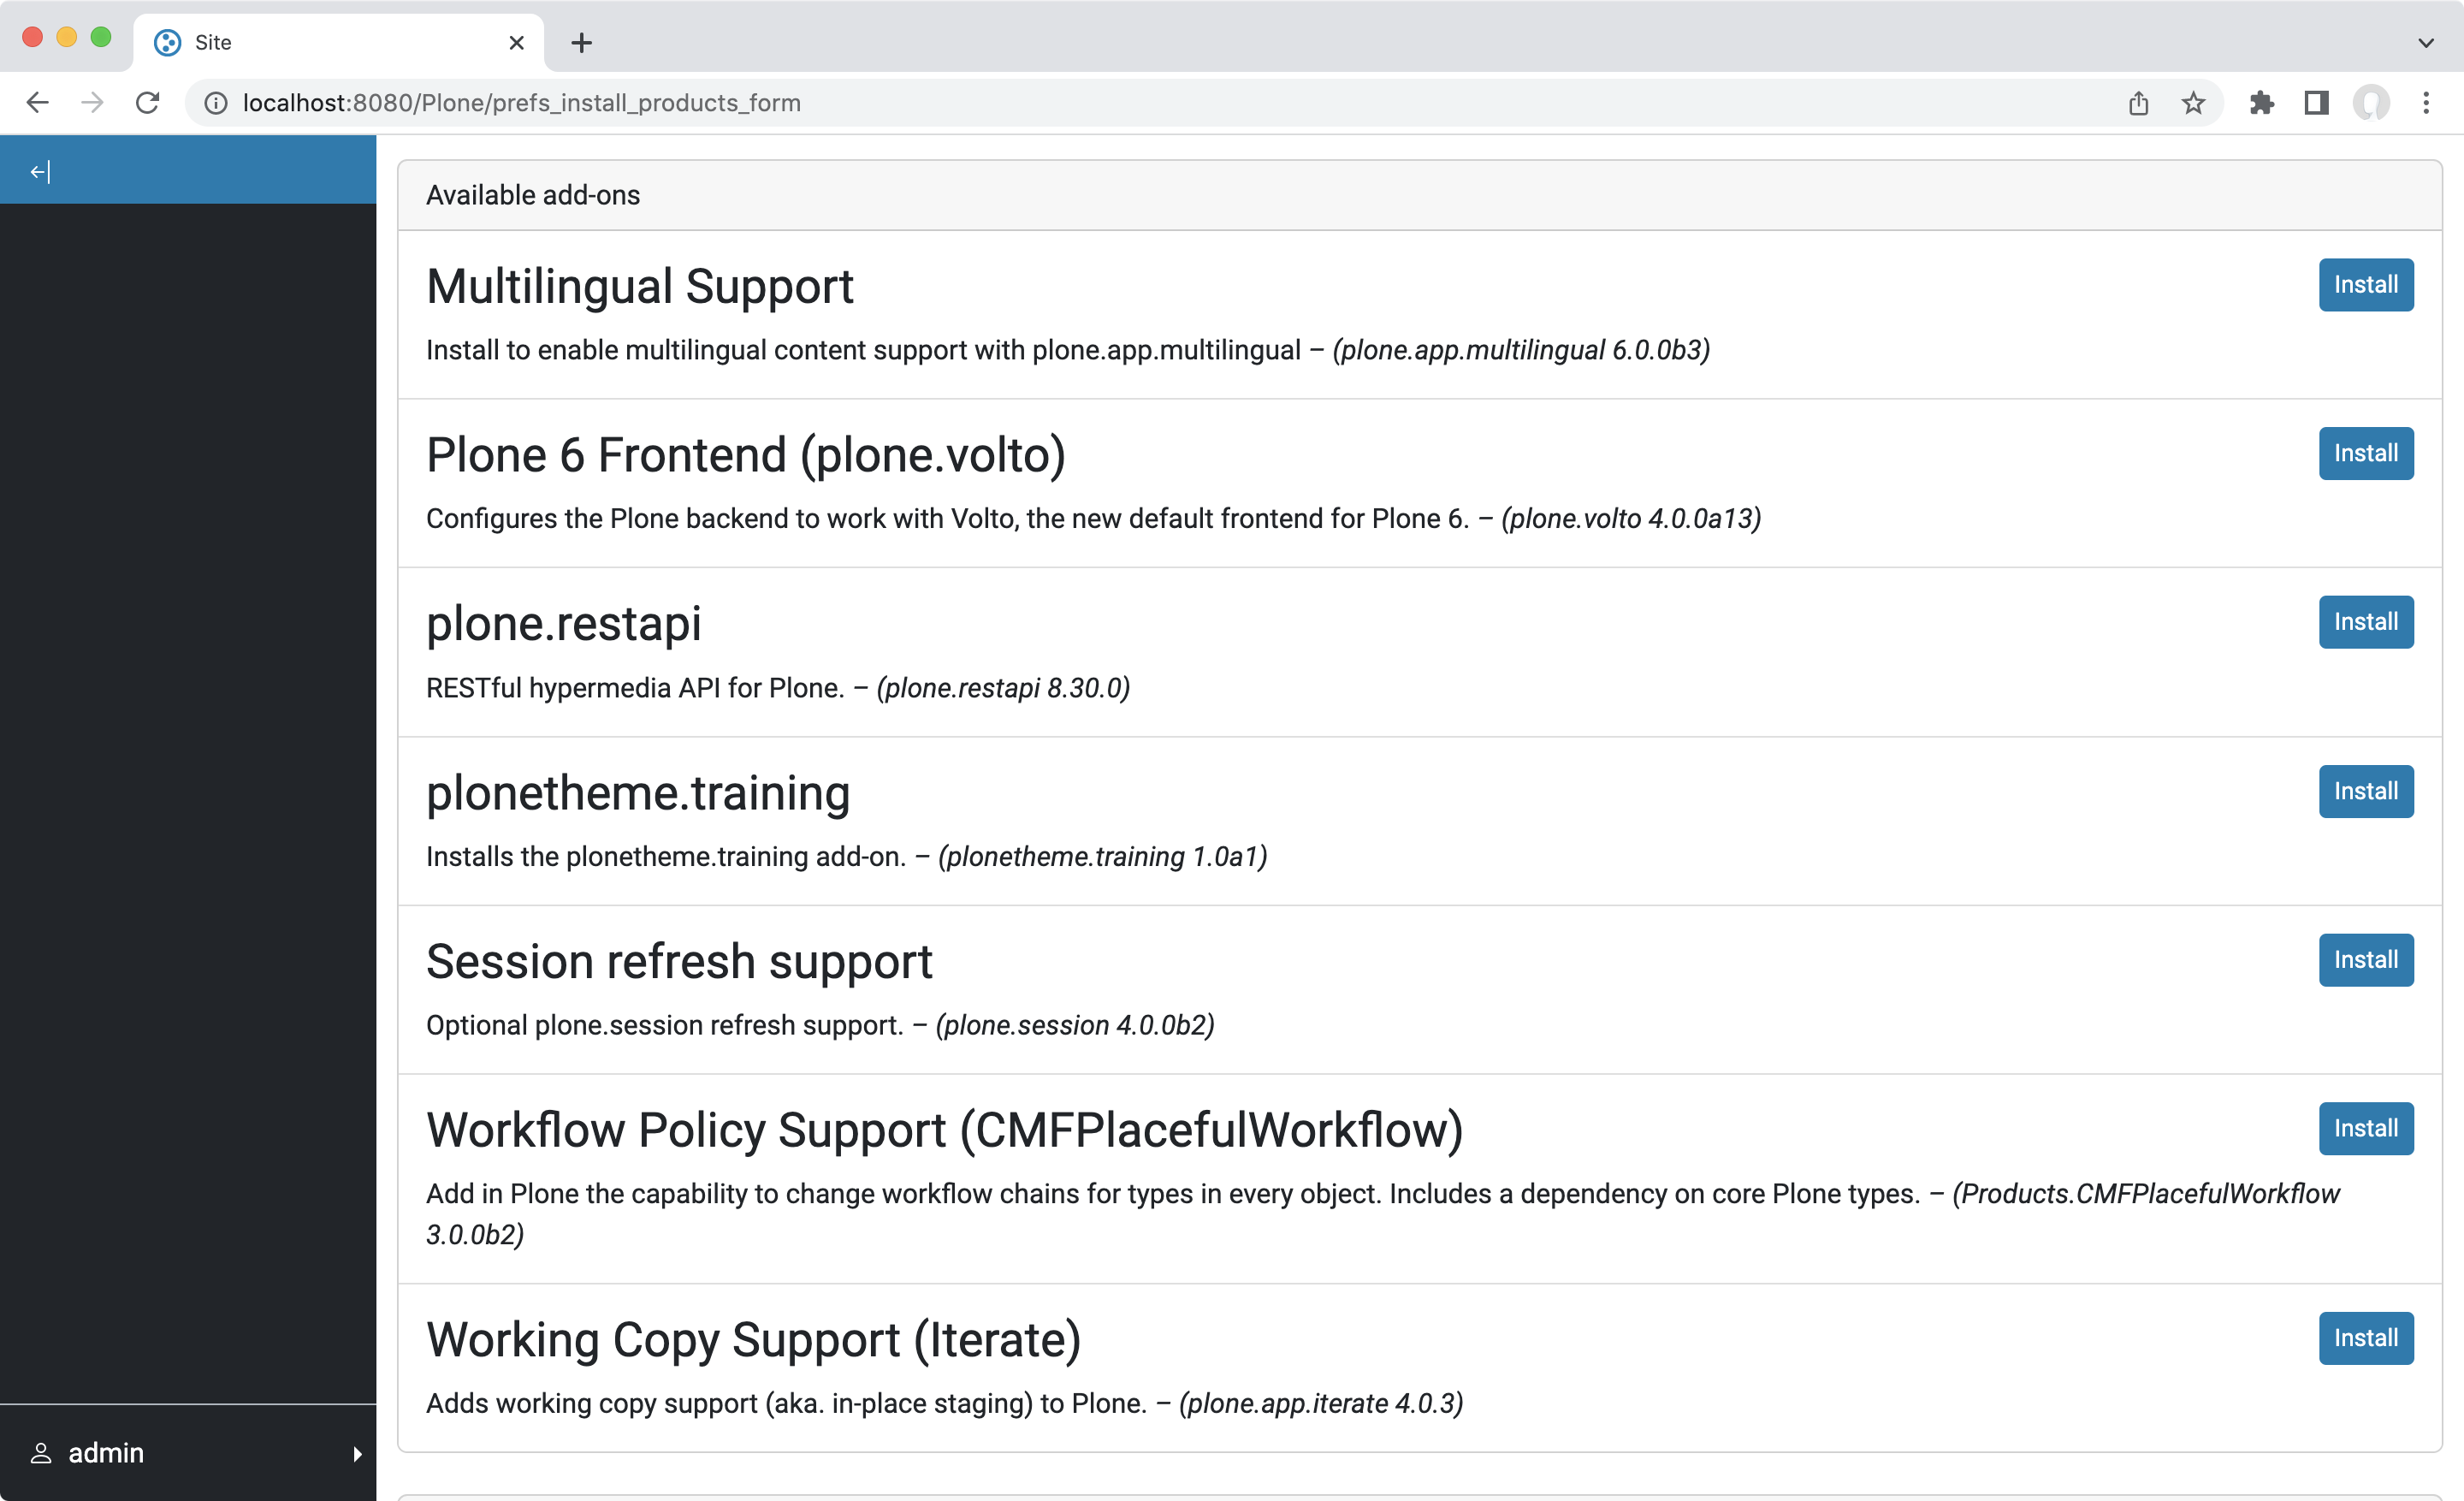 Site
localhost:8080/Plone/prefs_install_products_form
Available add-ons
Multilingual Support
Install
Install to enable multilingual content support with plone.app.multilingual – (plone.app.multilingual 6.0.0b3)
Plone 6 Frontend (plone.volto)
Install
Configures the Plone backend to work with Volto, the new default frontend for Plone 6. – (plone.volto 4.0.0a13)
plone.restapi
Install
RESTful hypermedia API for Plone. – (plone.restapi 8.30.0)
plonetheme.training
Install
Installs the plonetheme.training add-on. – (plonetheme.training 1.0a1)
Session refresh support
Install
Optional plone.session refresh support. – (plone.session 4.0.0b2)
Workflow Policy Support (CMFPlacefulWorkflow)
Install
Add in Plone the capability to change workflow chains for types in every object. Includes a dependency on core Plone types. – (Products.CMFPlacefulWorkflow
3.0.0b2)
Working Copy Support (Iterate)
Install
Adds working copy support (aka. in-place staging) to Plone. – (plone.app.iterate 4.0.3)
admin